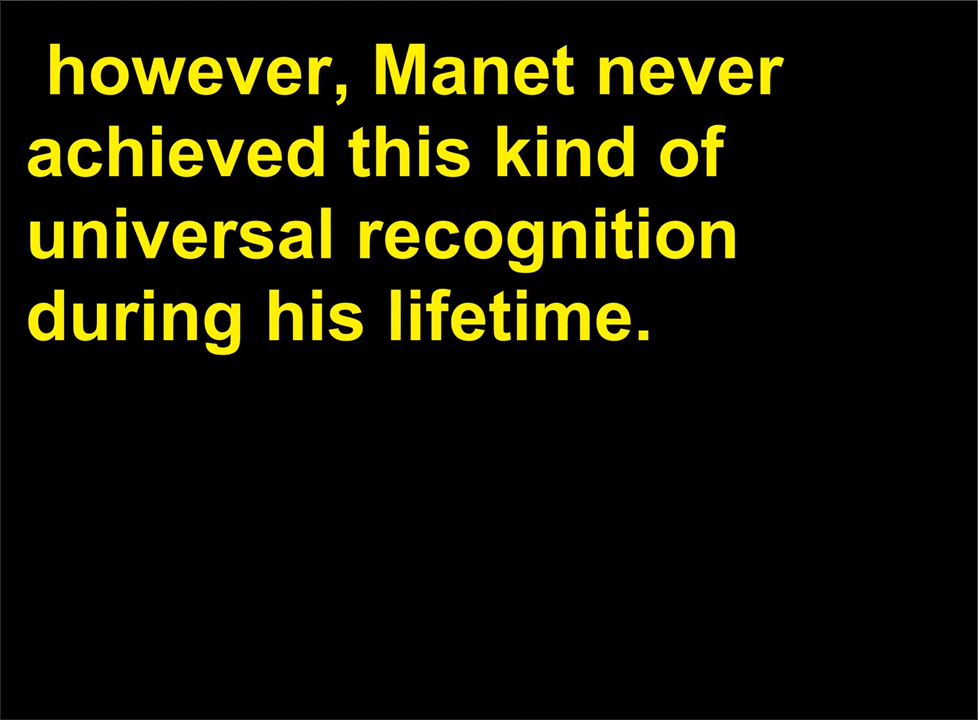 however, Manet never
achieved this kind of
universal recognition
during his lifetime.